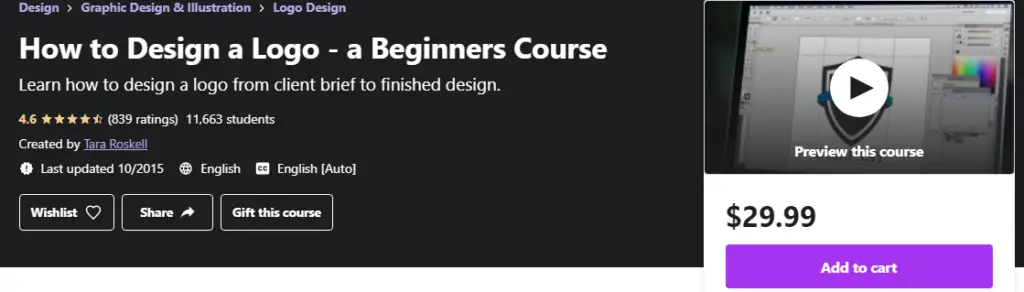 Design > Graphic Design & Illustration > Logo Design
How to Design a Logo - a Beginners Course
Learn how to design a logo from client brief to finished design.
4.6 (839 ratings) 11,663 students
Created by Tara Roskell
Last updated 10/2015 English CC English [Auto]
Wishlist Share Gift this course
Preview this course
$29.99
Add to cart